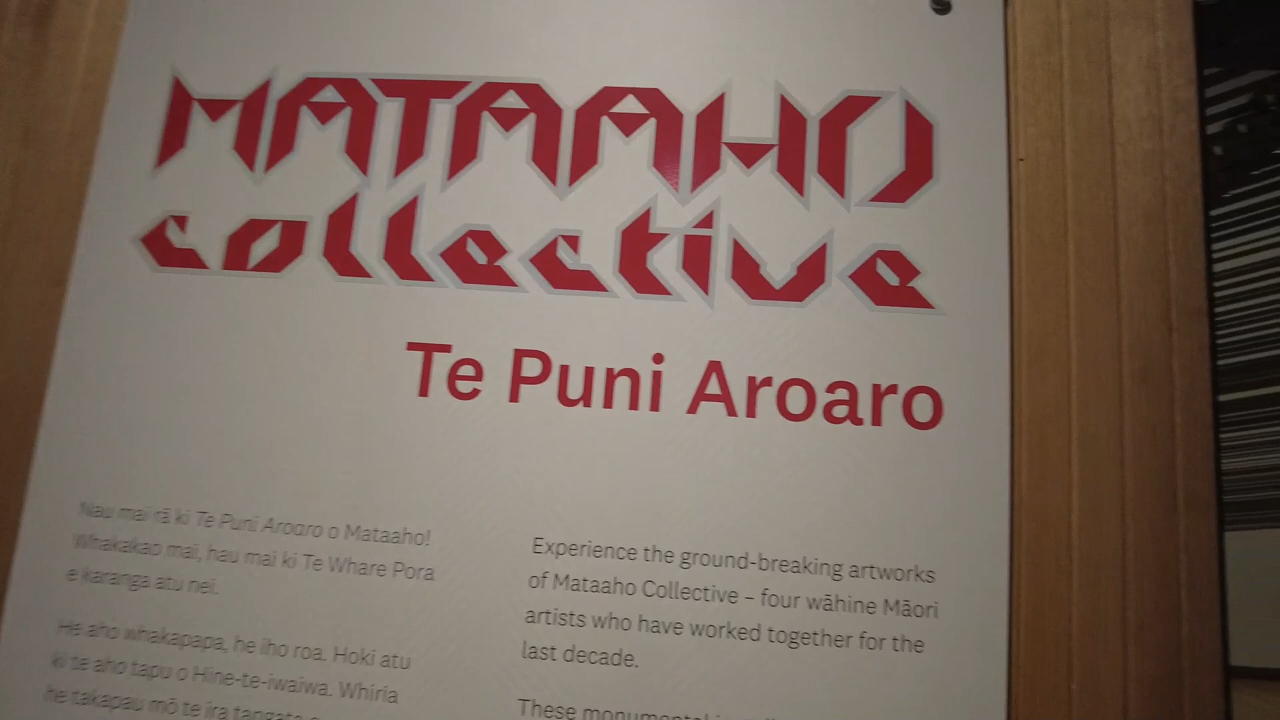 MATAAHO
collective
Te Puni Aroaro
Nau mai rā ki Te Puni Aroaro o Mataaho!
Whakakao mai, hau mai ki Te Whare Pora
e karanga atu nei.
He aho whakapapa, he iho roa. Hoki atu
ki te aho tapu o Hine-te-iwaiwa. Whiria
he takapau mō te ira tangata
Experience the ground-breaking artworks
of Mataaho Collective – four wāhine Māori
artists who have worked together for the
last decade.
These monumental